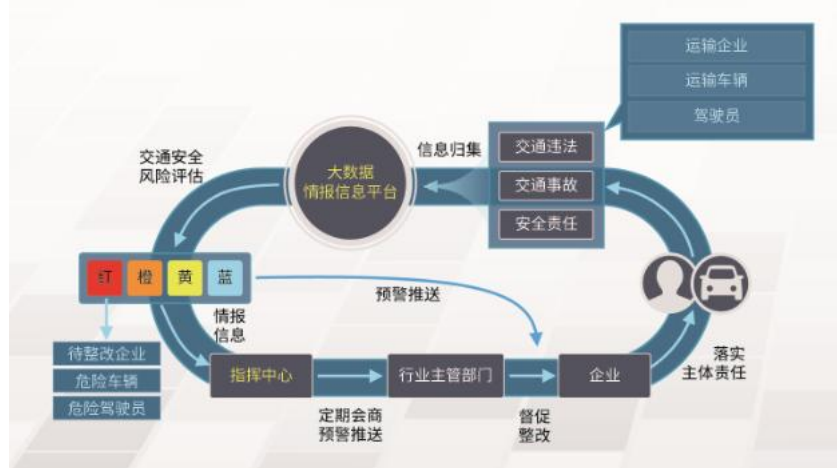 运输企业
运输车辆
驾驶员
交通违法
交通事故
安全责任
信息归集
大数据
情报信息平台
交通安全
风险评估
红
橙
黄
蓝
预警推送
情报
信息
待整改企业
危险车辆
危险驾驶员
指挥中心
定期会商
预警推送
行业主管部门
督促
整改
企业
落实
主体责任